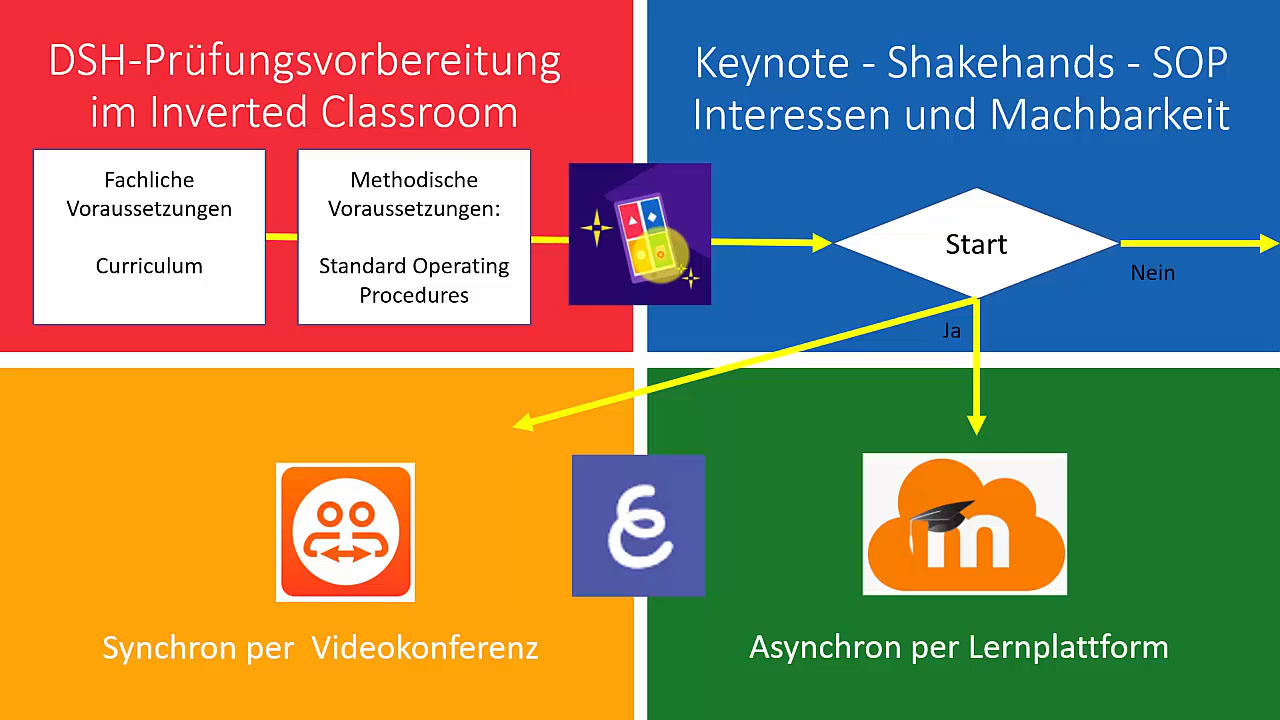 DSH-Prüfungsvorbereitung
im Inverted Classroom
Fachliche
Voraussetzungen
Curriculum
Methodische
Voraussetzungen:
Standard Operating
Procedures
Keynote - Shakehands - SOP
Interessen und Machbarkeit
Start
Nein
Ja
Synchron per Videokonferenz
m
Asynchron per Lernplattform